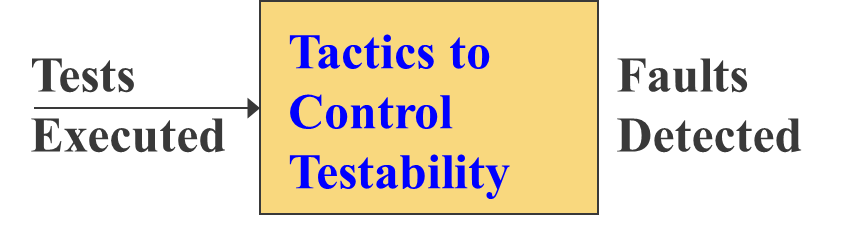 Tests
Executed
Tactics to
Control
Testability
Faults
Detected